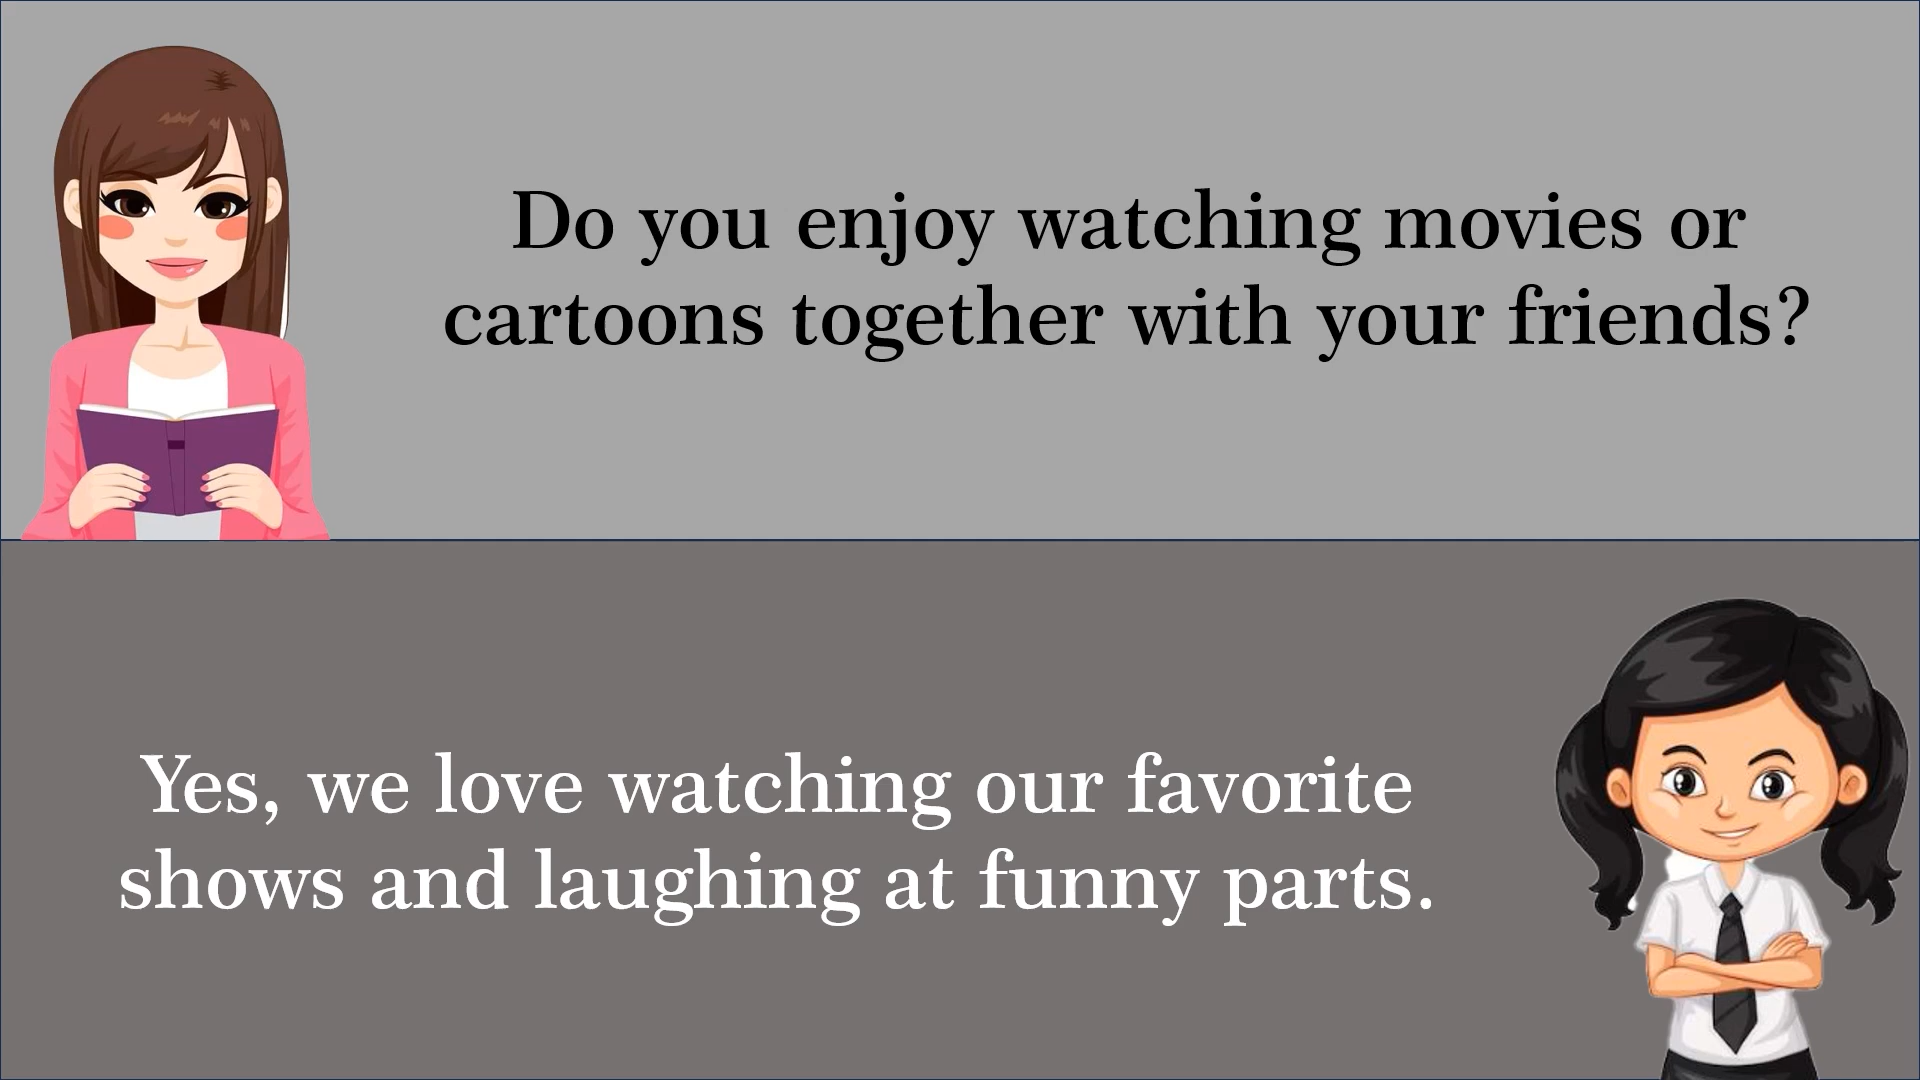 Do you enjoy watching movies or
cartoons together with your friends?
Yes, we love watching our favorite
shows and laughing at funny parts.